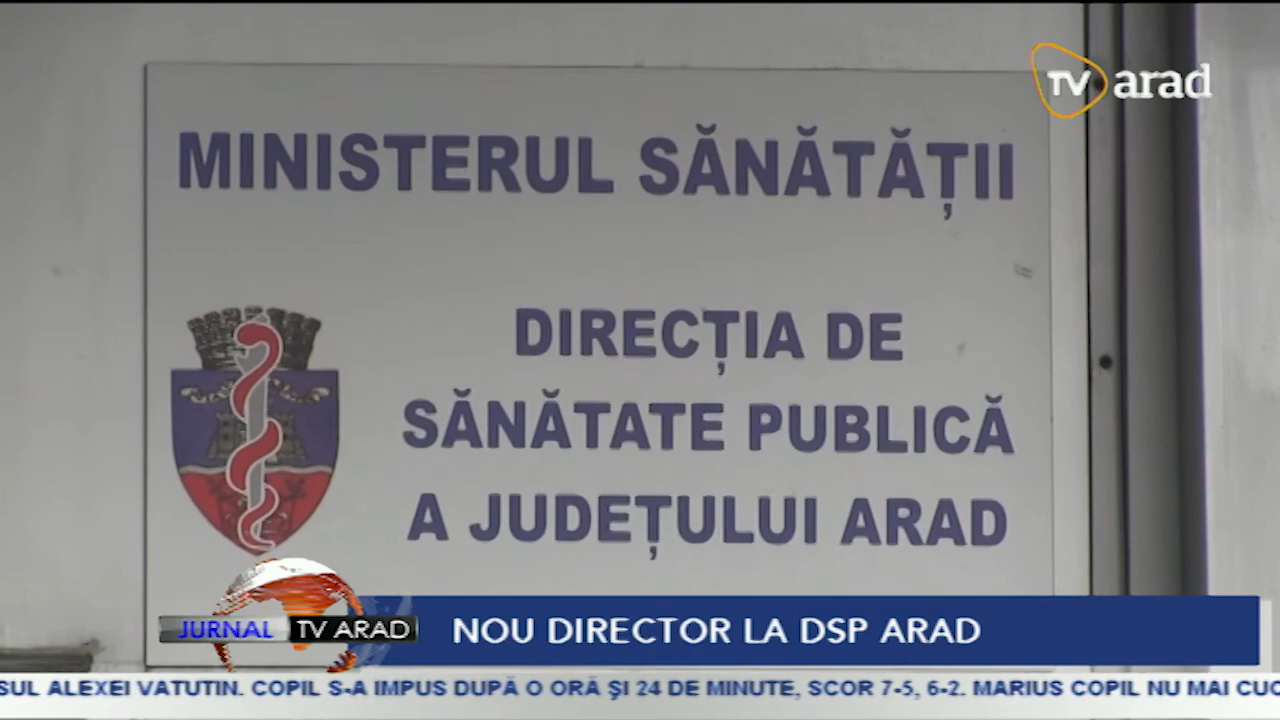 TV arad
MINISTERUL SĂNĂTĂȚII
DIRECȚIA DE
SĂNĂTATE PUBLICĂ
A JUDEȚULUI ARAD
JURNAL TV ARAD
NOU DIRECTOR LA DSP ARAD
ALEXEI VATUTIN. COPIL S-A IMPUS DUPĂ O ORĂ ŞI 24 DE MINUTE, SCOR 7-5, 6-2. MARIUS COPIL NU MAI